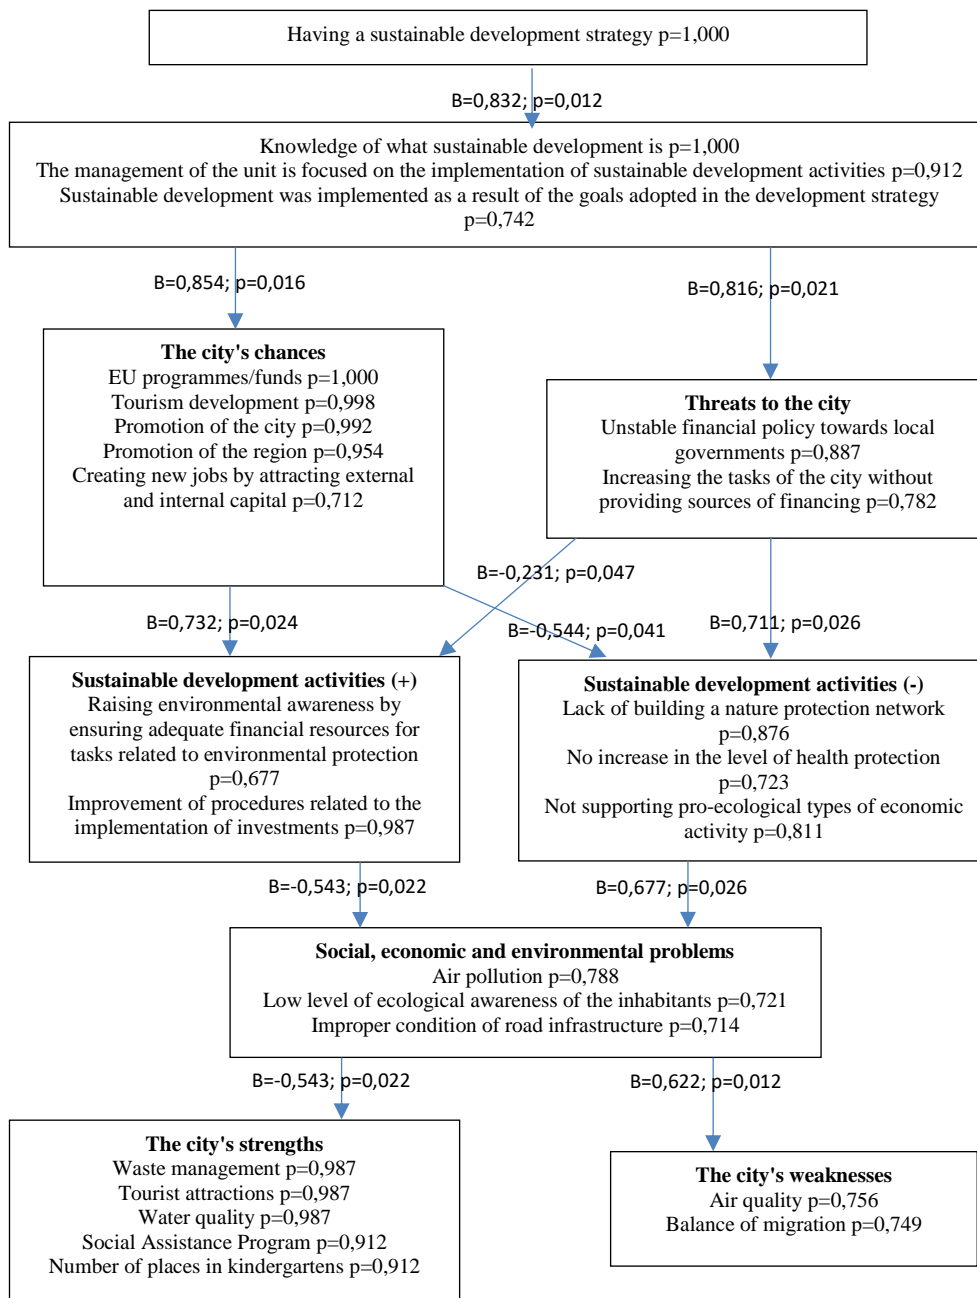 Having a sustainable development strategy p=1,000
B=0,832; p=0,012
Knowledge of what sustainable development is p=1,000
The management of the unit is focused on the implementation of sustainable development activities p=0,912
Sustainable development was implemented as a result of the goals adopted in the development strategy
p=0,742
B=0,854; p=0,016
B=0,816; p=0,021
The city's chances
EU programmes/funds p=1,000
Tourism development p=0,998
Promotion of the city p=0,992
Promotion of the region p=0,954
Creating new jobs by attracting external
and internal capital p=0,712
Threats to the city
Unstable financial policy towards local
governments p=0,887
Increasing the tasks of the city without
providing sources of financing p=0,782
B=-0,231; p=0,047
B=0,732; p=0,024
B=-0,544; p=0,041
B=0,711; p=0,026
Sustainable development activities (+)
Raising environmental awareness by
ensuring adequate financial resources for
tasks related to environmental protection
p=0,677
Improvement of procedures related to the
implementation of investments p=0,987
Sustainable development activities (-)
Lack of building a nature protection network
p=0,876
No increase in the level of health protection
p=0,723
Not supporting pro-ecological types of economic
activity p=0,811
B=-0,543; p=0,022
B=0,677; p=0,026
Social, economic and environmental problems
Air pollution p=0,788
Low level of ecological awareness of the inhabitants p=0,721
Improper condition of road infrastructure p=0,714
B=-0,543; p=0,022
B=0,622; p=0,012
The city's strengths
Waste management p=0,987
Tourist attractions p=0,987
Water quality p=0,987
Social Assistance Program p=0,912
Number of places in kindergartens p=0,912
The city's weaknesses
Air quality p=0,756
Balance of migration p=0,749